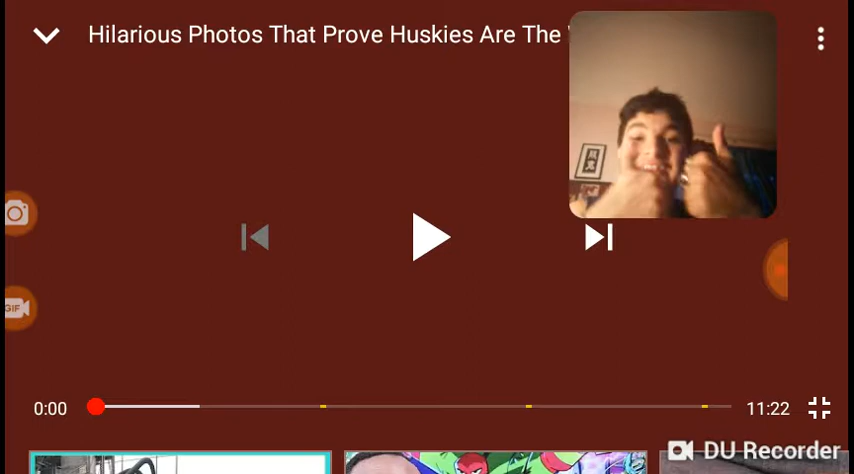 Hilarious Photos That Prove Huskies Are The
GIF
0:00
11:22
DU Recorder